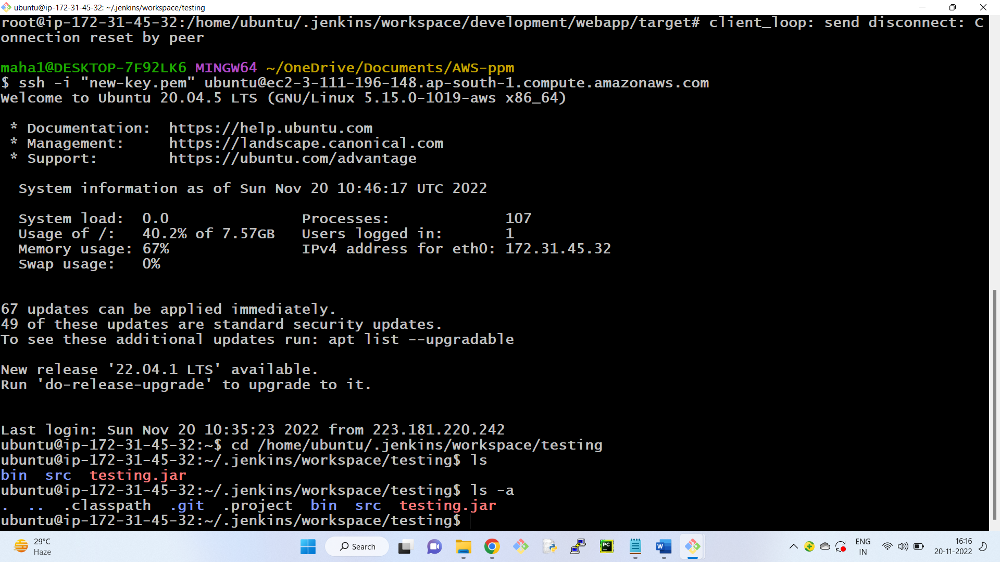 ubuntu@ip-172-31-45-32: ~/.jenkins/workspace/testing
root@ip-172-31-45-32:/home/ubuntu/.jenkins/workspace/development/webapp/target# client_loop: send disconnect: C
onnection reset by peer
maha1@DESKTOP-7F92LK6 MINGW64 ~/OneDrive/Documents/AWS-ppm
$ ssh -i "new-key.pem" ubuntu@ec2-3-111-196-148.ap-south-1.compute.amazonaws.com
Welcome to Ubuntu 20.04.5 LTS (GNU/Linux 5.15.0-1019-aws x86_64)
* Documentation:  https://help.ubuntu.com
* Management:     https://landscape.canonical.com
* Support:        https://ubuntu.com/advantage
System information as of Sun Nov 20 10:46:17 UTC 2022
System load:  0.0               Processes:             107
Usage of /:   40.2% of 7.57GB   Users logged in:       1
Memory usage: 67%               IPv4 address for eth0: 172.31.45.32
Swap usage:   0%
67 updates can be applied immediately.
49 of these updates are standard security updates.
To see these additional updates run: apt list --upgradable
New release '22.04.1 LTS' available.
Run 'do-release-upgrade' to upgrade to it.
Last login: Sun Nov 20 10:35:23 2022 from 223.181.220.242
ubuntu@ip-172-31-45-32:~$ cd /home/ubuntu/.jenkins/workspace/testing
ubuntu@ip-172-31-45-32:~/.jenkins/workspace/testing$ ls
bin  src  testing.jar
ubuntu@ip-172-31-45-32:~/.jenkins/workspace/testing$ ls -a
.  ..  .classpath  .git  .project  bin  src  testing.jar
ubuntu@ip-172-31-45-32:~/.jenkins/workspace/testing$
29°C
Haze
Search
PC
W
ENG
IN
16:16
20-11-2022